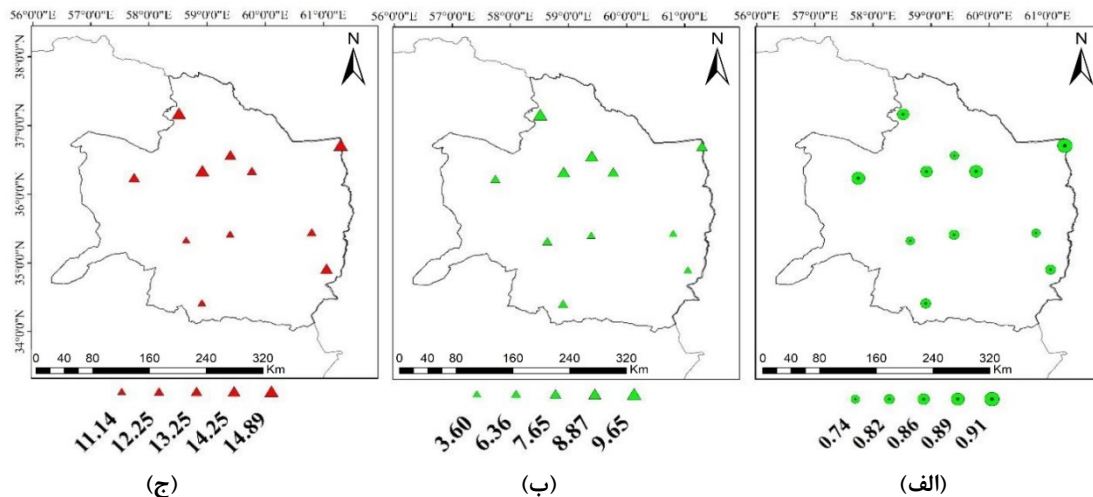 56°0'0"E 57°0'0"E 58°0'0"E 59°0'0"E 60°0'0"E 61°0'0"E
56°0'0"E 57°0'0"E 58°0'0"E 59°0'0"E 60°0'0"E 61°0'0"E
56°0'0"E 57°0'0"E 58°0'0"E 59°0'0"E 60°0'0"E 61°0'0"E
N
N
N
38°0'0"N
37°0'0"N
36°0'0"N
35°0'0"N
34°0'0"N
0 40 80 160 240 320 Km
0 40 80 160 240 320 Km
0 40 80 160 240 320 Km
11.14 12.25 13.25 14.25 14.89
3.60 6.36 7.65 8.87 9.65
0.74 0.82 0.86 0.89 0.91
(الف)
(ب)
(ج)